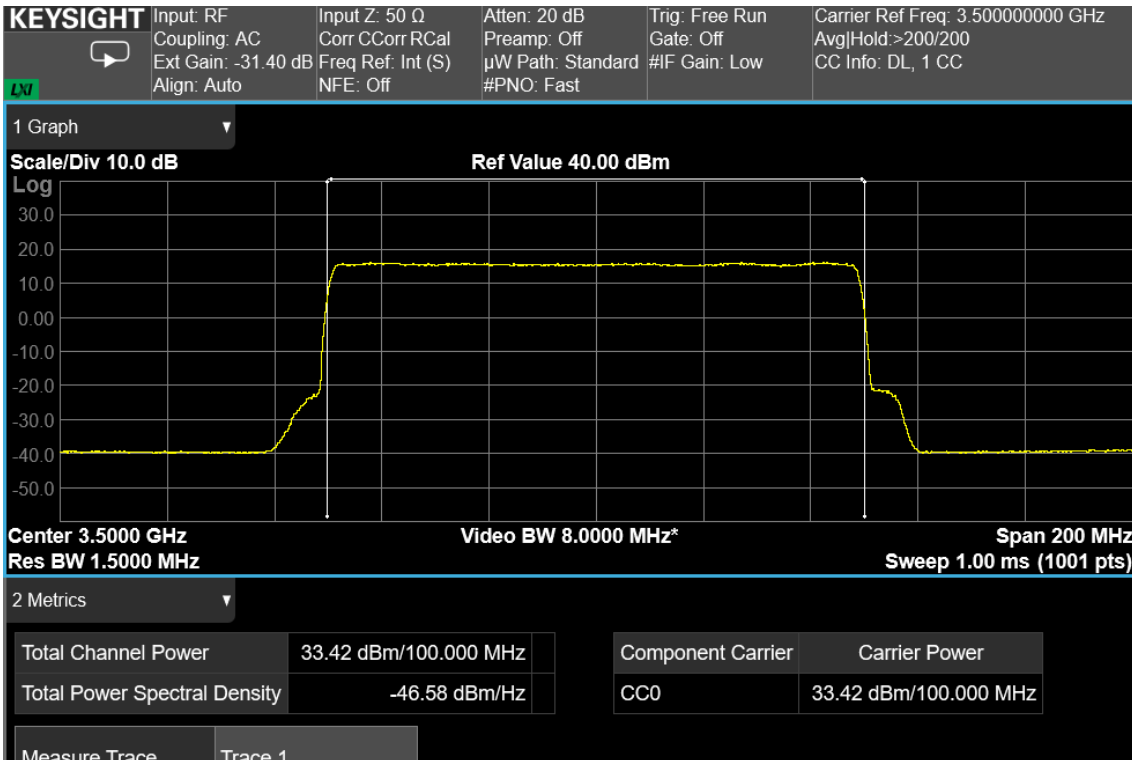 KEYSIGHT Input: RF Input Z: 50 Ω Atten: 20 dB Trig: Free Run Carrier Ref Freq: 3.500000000 GHz
Coupling: AC Corr CCorr RCal Preamp: Off Gate: Off Avg|Hold:>200/200
Ext Gain: -31.40 dB Freq Ref: Int (S) µW Path: Standard #IF Gain: Low CC Info: DL, 1 CC
LXI Align: Auto NFE: Off #PNO: Fast
1 Graph
Scale/Div 10.0 dB Ref Value 40.00 dBm
Log
30.0
20.0
10.0
0.00
-10.0
-20.0
-30.0
-40.0
-50.0
Center 3.5000 GHz Video BW 8.0000 MHz* Span 200 MHz
Res BW 1.5000 MHz Sweep 1.00 ms (1001 pts)
2 Metrics
Total Channel Power 33.42 dBm/100.000 MHz Component Carrier Carrier Power
Total Power Spectral Density -46.58 dBm/Hz CC0 33.42 dBm/100.000 MHz
Measure Trace Trace 1